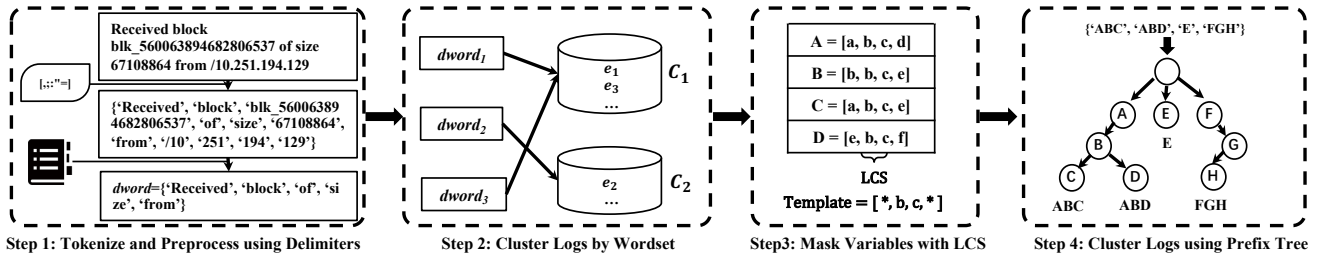 Received block
blk_560063894682806537 of size
67108864 from /10.251.194.129
[,;:"=]
{‘Received’, ‘block’, ‘blk_56006389
4682806537’, ‘of’, ‘size’, ‘67108864’,
‘from’, ‘/10’, ‘251’, ‘194’, ‘129’}
dword={‘Received’, ‘block’, ‘of’, ‘si
ze’, ‘from’}
Step 1: Tokenize and Preprocess using Delimiters
dword1
dword2
dword3
e1
e3
...
C1
e2
...
C2
Step 2: Cluster Logs by Wordset
A = [a, b, c, d]
B = [b, b, c, e]
C = [a, b, c, e]
D = [e, b, c, f]
LCS
Template = [ *, b, c, * ]
Step3: Mask Variables with LCS
{‘ABC’, ‘ABD’, ‘E’, ‘FGH’}
A
E
F
B
E
G
C
D
H
ABC
ABD
FGH
Step 4: Cluster Logs using Prefix Tree